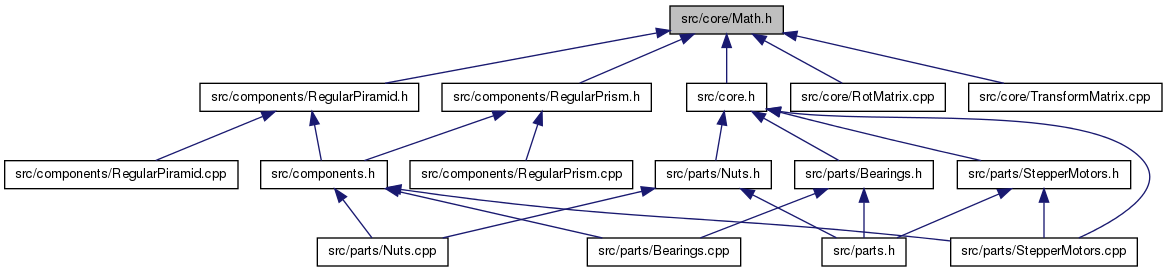 src/core/Math.h
src/components/RegularPiramid.h
src/components/RegularPrism.h
src/core.h
src/core/RotMatrix.cpp
src/core/TransformMatrix.cpp
src/components/RegularPiramid.cpp
src/components.h
src/components/RegularPrism.cpp
src/parts/Nuts.h
src/parts/Bearings.h
src/parts/StepperMotors.h
src/parts/Nuts.cpp
src/parts/Bearings.cpp
src/parts.h
src/parts/StepperMotors.cpp